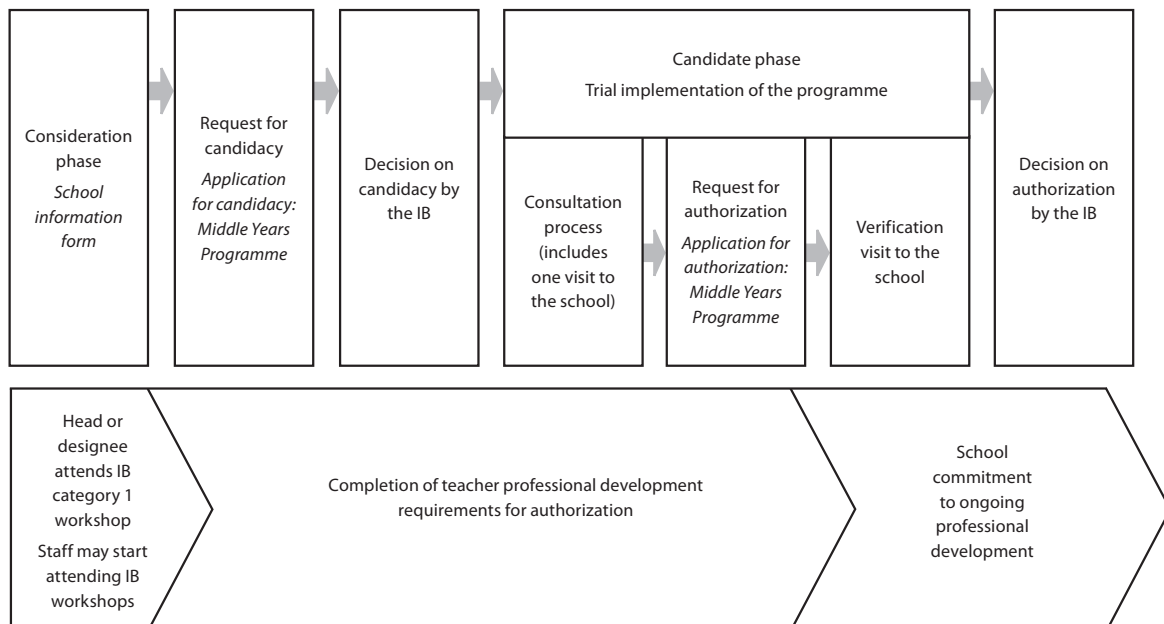 Consideration
phase
School
information
form
Request for
candidacy
Application
for candidacy:
Middle Years
Programme
Decision on
candidacy by
the IB
Candidate phase
Trial implementation of the programme
Consultation
process
(includes
one visit to
the school)
Request for
authorization
Application for
authorization:
Middle Years
Programme
Verification
visit to the
school
Decision on
authorization
by the IB
Head or
designee
attends IB
category 1
workshop
Staff may start
attending IB
workshops
Completion of teacher professional development
requirements for authorization
School
commitment
to ongoing
professional
development